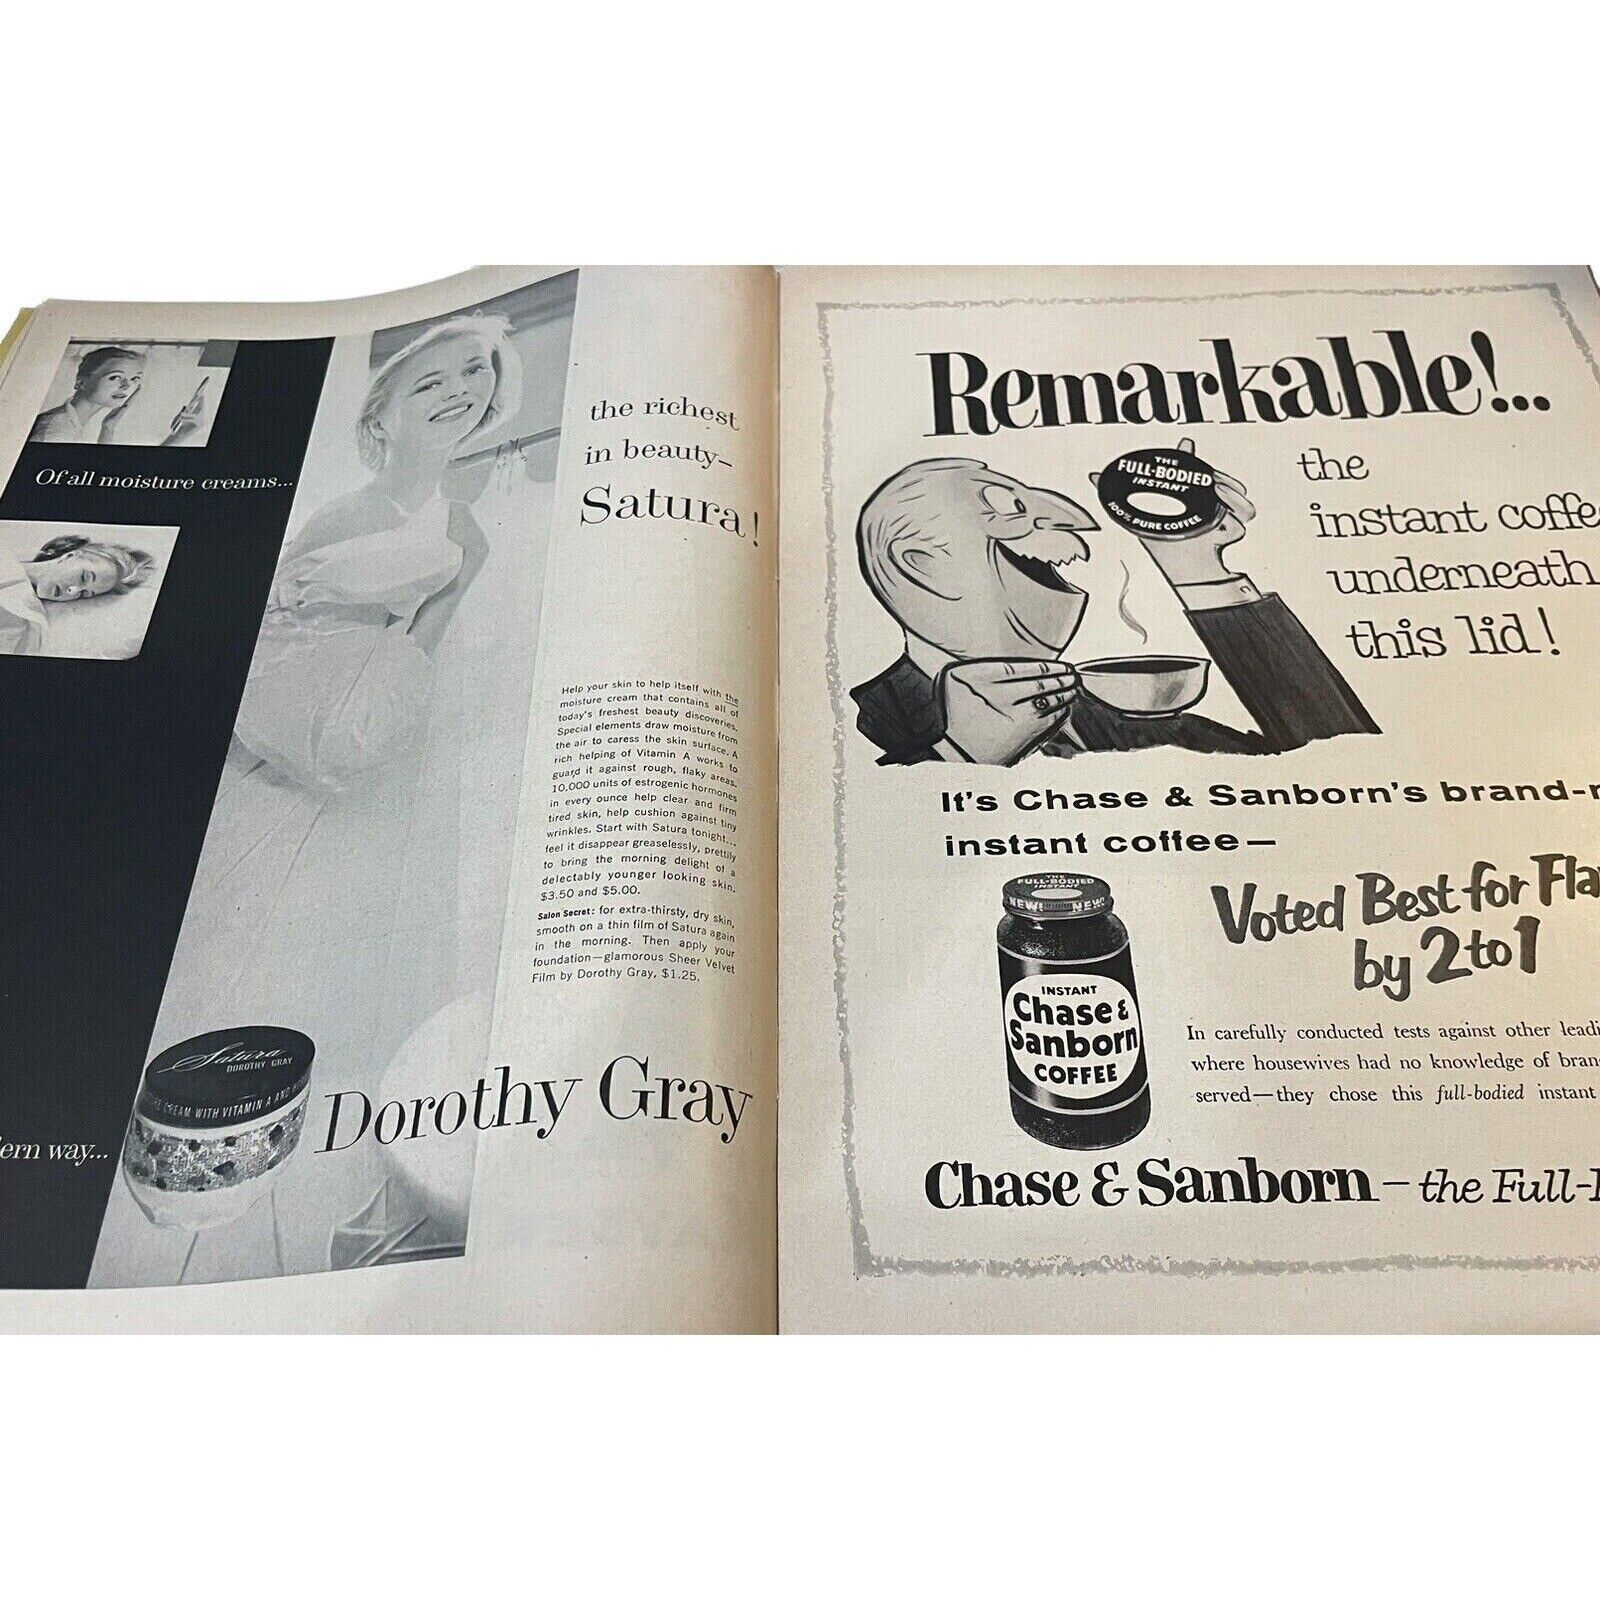 Of all moisture creams...
the richest
in beauty–
Satura!
Help your skin to help itself with the
moisture cream that contains all of
today's freshest beauty discoveries.
Special elements draw moisture from
the air to caress the skin surface. A
rich helping of Vitamin A works to
guard it against rough, flaky areas.
10,000 units of estrogenic hormones
in every ounce help clear and firm
tired skin, help cushion against tiny
wrinkles. Start with Satura tonight...
feel it disappear greaselessly, prettily
to bring the morning delight of a
delectably younger looking skin.
$3.50 and $5.00.
Salon Secret: for extra-thirsty, dry skin,
smooth on a thin film of Satura again
in the morning. Then apply your
foundation—glamorous Sheer Velvet
Film by Dorothy Gray, $1.25.
Satura
DOROTHY GRAY
CREAM WITH VITAMIN A AND
ern way...
Dorothy Gray
Remarkable!...
THE
FULL-BODIED
INSTANT
100% PURE COFFEE
the
instant coffe
underneath
this lid!
It's Chase & Sanborn's brand-n
instant coffee—
THE
FULL-BODIED
INSTANT
NEW! NEW!
INSTANT
Chase &
Sanborn
COFFEE
Voted Best for Fla
by 2 to 1
In carefully conducted tests against other leadi
where housewives had no knowledge of bran
served—they chose this full-bodied instant
Chase & Sanborn — the Full-